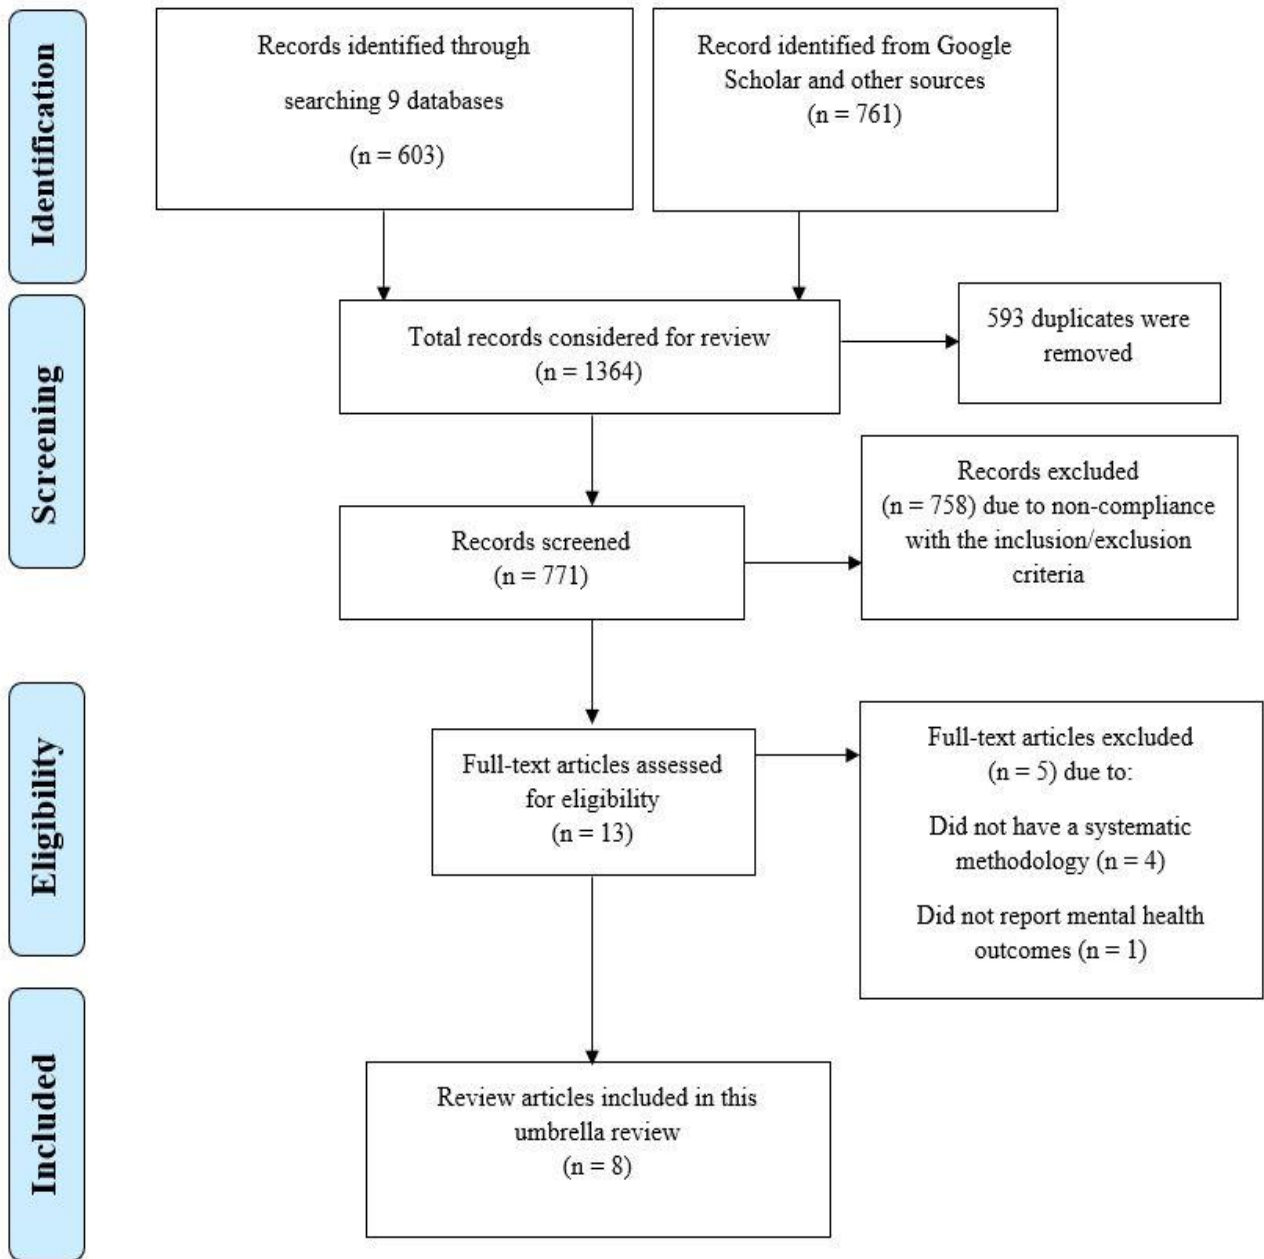 Identification
Records identified through
searching 9 databases
(n = 603)
Record identified from Google
Scholar and other sources
(n = 761)
Screening
Total records considered for review
(n = 1364)
593 duplicates were
removed
Records screened
(n = 771)
Records excluded
(n = 758) due to non-compliance
with the inclusion/exclusion
criteria
Eligibility
Full-text articles assessed
for eligibility
(n = 13)
Full-text articles excluded
(n = 5) due to:
Did not have a systematic
methodology (n = 4)
Did not report mental health
outcomes (n = 1)
Included
Review articles included in this
umbrella review
(n = 8)